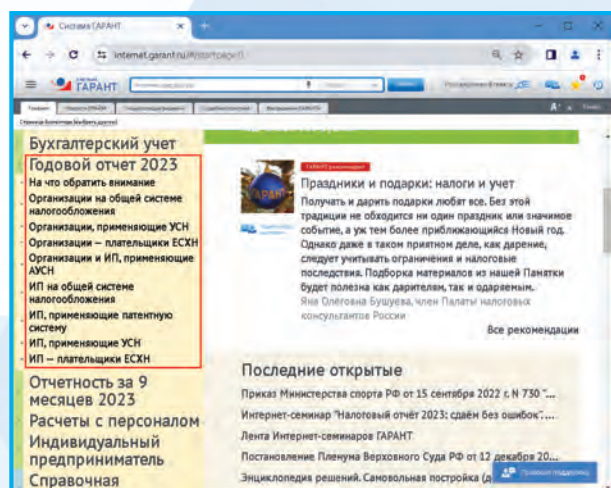 Система ГАРАНТ
internet.garant.ru/#/startpage:0
ГАРАНТ
Бухгалтерский учет
Годовой отчет 2023
На что обратить внимание
Организации на общей системе
налогообложения
Организации, применяющие УСН
Организации — плательщики ЕСХН
Организации и ИП, применяющие
АУСН
ИП на общей системе
налогообложения
ИП, применяющие патентную
систему
ИП, применяющие УСН
ИП — плательщики ЕСХН
Отчетность за 9
месяцев 2023
Расчеты с персоналом
Индивидуальный
предприниматель
Справочная
ГАРАНТ рекомендует
ГАРАНТ
Праздники и подарки: налоги и учет
Получать и дарить подарки любят все. Без этой
традиции не обходится ни один праздник или значимое
событие, а уж тем более приближающийся Новый год.
Однако даже в таком приятном деле, как дарение,
следует учитывать ограничения и налоговые
последствия. Подборка материалов из нашей Памятки
будет полезна как дарителям, так и одаряемым.
Яна Олеговна Бушуева, член Палаты налоговых
консультантов России
Все рекомендации
Последние открытые
Приказ Министерства спорта РФ от 15 сентября 2022 г. N 730 "...
Интернет-семинар "Налоговый отчёт 2023: сдаём без ошибок"....
Лента Интернет-семинаров ГАРАНТ
Постановление Пленума Верховного Суда РФ от 12 декабря 20...
Энциклопедия решений. Самовольная постройка (д
Правовая поддержка